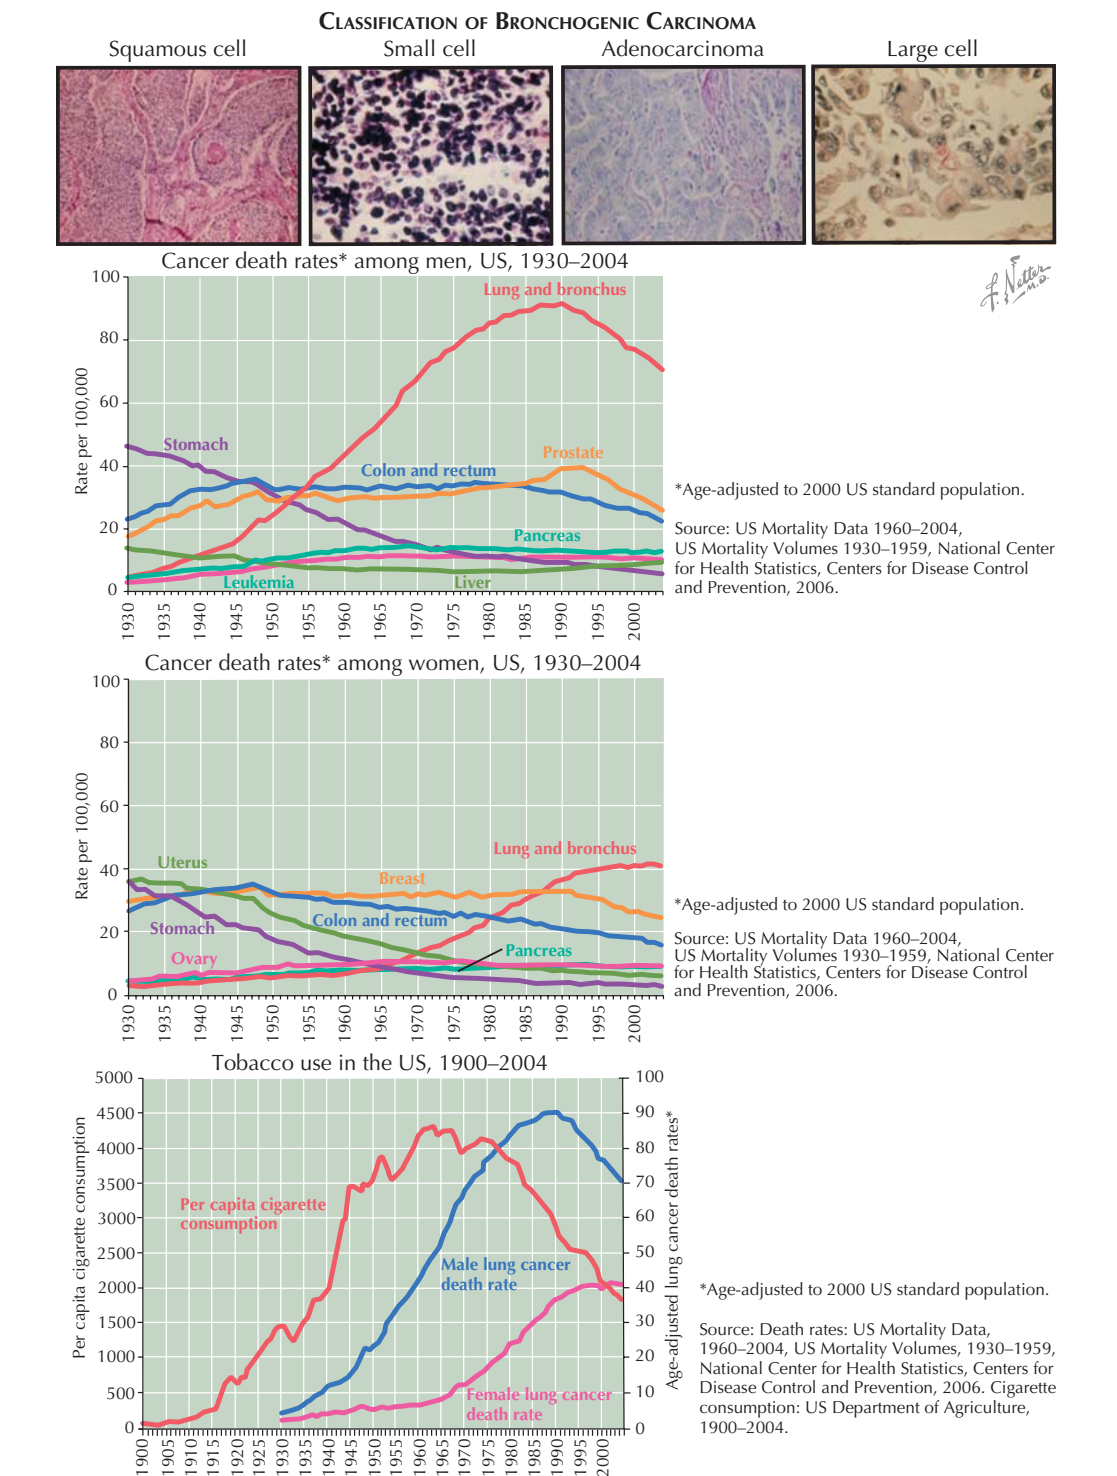 CLASSIFICATION OF BRONCHOGENIC CARCINOMA
Squamous cell
Small cell
Adenocarcinoma
Large cell
f. Netter M.D.
Cancer death rates* among men, US, 1930–2004
Rate per 100,000
100
80
60
40
20
0
Lung and bronchus
Stomach
Prostate
Colon and rectum
Pancreas
Leukemia
Liver
1930
1935
1940
1945
1950
1955
1960
1965
1970
1975
1980
1985
1990
1995
2000
*Age-adjusted to 2000 US standard population.
Source: US Mortality Data 1960–2004,
US Mortality Volumes 1930–1959, National Center
for Health Statistics, Centers for Disease Control
and Prevention, 2006.
Cancer death rates* among women, US, 1930–2004
Rate per 100,000
100
80
60
40
20
0
Lung and bronchus
Uterus
Breast
Colon and rectum
Stomach
Pancreas
Ovary
1930
1935
1940
1945
1950
1955
1960
1965
1970
1975
1980
1985
1990
1995
2000
*Age-adjusted to 2000 US standard population.
Source: US Mortality Data 1960–2004,
US Mortality Volumes 1930–1959, National Center
for Health Statistics, Centers for Disease Control
and Prevention, 2006.
Tobacco use in the US, 1900–2004
Per capita cigarette consumption
5000
4500
4000
3500
3000
2500
2000
1500
1000
500
0
Per capita cigarette
consumption
Male lung cancer
death rate
Female lung cancer
death rate
100
90
80
70
60
50
40
30
20
10
0
Age-adjusted lung cancer death rates*
1900
1905
1910
1915
1920
1925
1930
1935
1940
1945
1950
1955
1960
1965
1970
1975
1980
1985
1990
1995
2000
*Age-adjusted to 2000 US standard population.
Source: Death rates: US Mortality Data,
1960–2004, US Mortality Volumes, 1930–1959,
National Center for Health Statistics, Centers for
Disease Control and Prevention, 2006. Cigarette
consumption: US Department of Agriculture,
1900–2004.